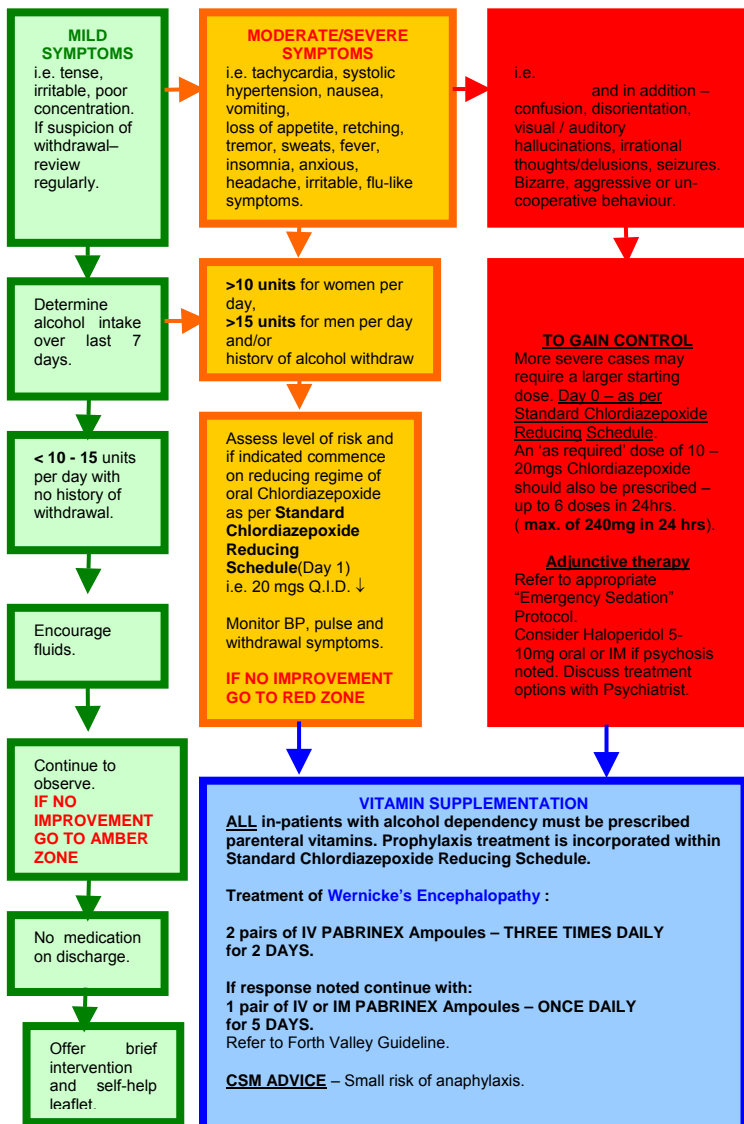 MILD
SYMPTOMS
i.e. tense,
irritable, poor
concentration.
If suspicion of
withdrawal–
review
regularly.
MODERATE/SEVERE
SYMPTOMS
i.e. tachycardia, systolic
hypertension, nausea,
vomiting,
loss of appetite, retching,
tremor, sweats, fever,
insomnia, anxious,
headache, irritable, flu-like
symptoms.
i.e.
and in addition –
confusion, disorientation,
visual / auditory
hallucinations, irrational
thoughts/delusions, seizures.
Bizarre, aggressive or un-
cooperative behaviour.
Determine
alcohol intake
over last 7
days.
>10 units for women per
day,
>15 units for men per day
and/or
history of alcohol withdraw
TO GAIN CONTROL
More severe cases may
require a larger starting
dose. Day 0 – as per
Standard Chlordiazepoxide
Reducing Schedule.
An 'as required' dose of 10 –
20mgs Chlordiazepoxide
should also be prescribed –
up to 6 doses in 24hrs.
( max. of 240mg in 24 hrs).
Adjunctive therapy
Refer to appropriate
“Emergency Sedation”
Protocol.
Consider Haloperidol 5-
10mg oral or IM if psychosis
noted. Discuss treatment
options with Psychiatrist.
< 10 - 15 units
per day with
no history of
withdrawal.
Assess level of risk and
if indicated commence
on reducing regime of
oral Chlordiazepoxide
as per Standard
Chlordiazepoxide
Reducing
Schedule(Day 1)
i.e. 20 mgs Q.I.D. ↓
Monitor BP, pulse and
withdrawal symptoms.
IF NO IMPROVEMENT
GO TO RED ZONE
Encourage
fluids.
Continue to
observe.
IF NO
IMPROVEMENT
GO TO AMBER
ZONE
No medication
on discharge.
Offer brief
intervention
and self-help
leaflet.
VITAMIN SUPPLEMENTATION
ALL in-patients with alcohol dependency must be prescribed
parenteral vitamins. Prophylaxis treatment is incorporated within
Standard Chlordiazepoxide Reducing Schedule.
Treatment of Wernicke's Encephalopathy :
2 pairs of IV PABRINEX Ampoules – THREE TIMES DAILY
for 2 DAYS.
If response noted continue with:
1 pair of IV or IM PABRINEX Ampoules – ONCE DAILY
for 5 DAYS.
Refer to Forth Valley Guideline.
CSM ADVICE – Small risk of anaphylaxis.